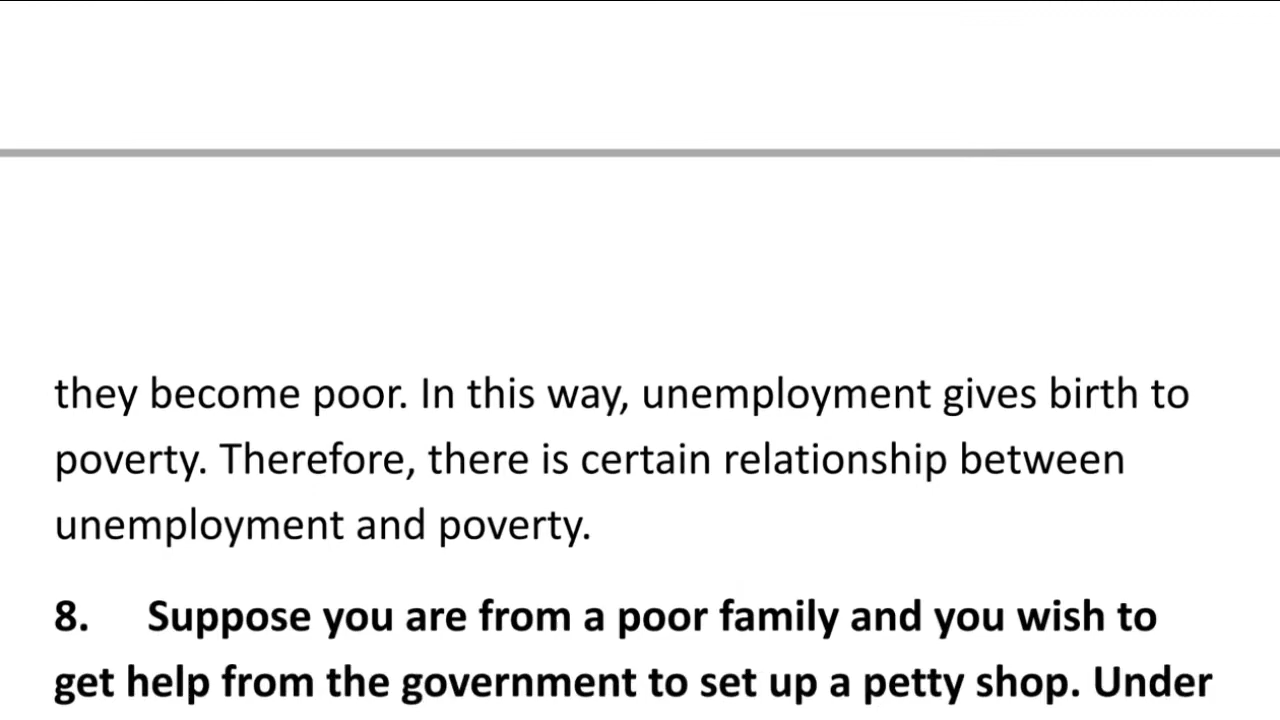 they become poor. In this way, unemployment gives birth to
poverty. Therefore, there is certain relationship between
unemployment and poverty.
8. Suppose you are from a poor family and you wish to
get help from the government to set up a petty shop. Under